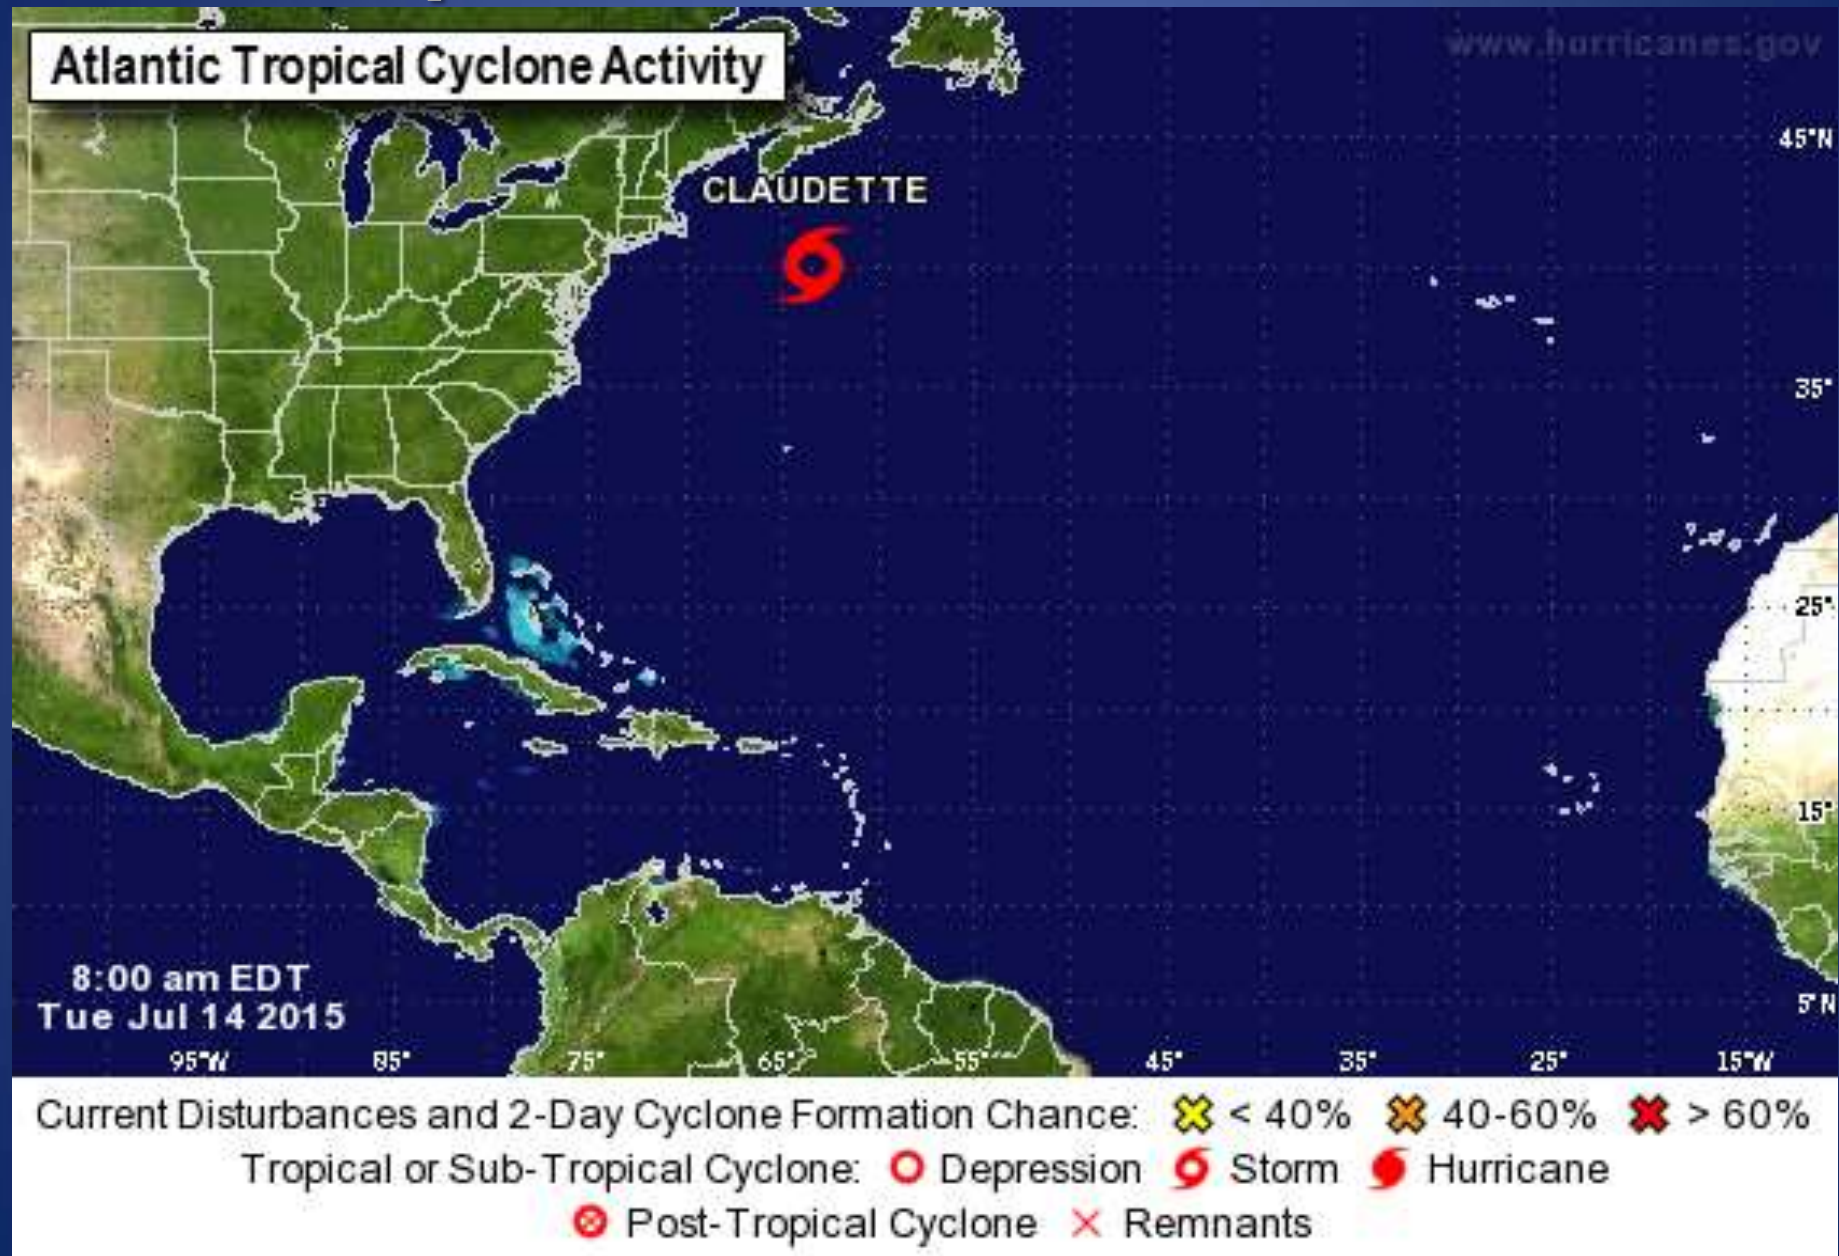 Atlantic Tropical Cyclone Activity
www.hurricanes.gov
45°N
CLAUDETTE
35°
25°
15°
8:00 am EDT
Tue Jul 14 2015
5°N
95°W 85° 75° 65° 55° 45° 35° 25° 15°W
Current Disturbances and 2-Day Cyclone Formation Chance: < 40% 40-60% > 60%
Tropical or Sub-Tropical Cyclone: Depression Storm Hurricane
Post-Tropical Cyclone Remnants